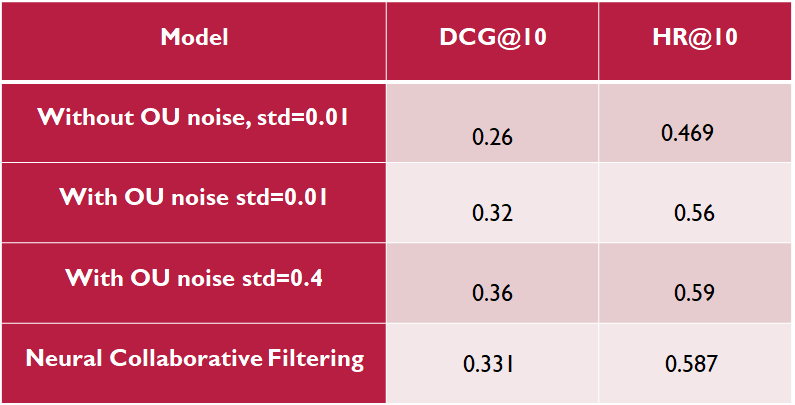 Model DCG@10 HR@10
Without OU noise, std=0.01 0.26 0.469
With OU noise std=0.01 0.32 0.56
With OU noise std=0.4 0.36 0.59
Neural Collaborative Filtering 0.331 0.587